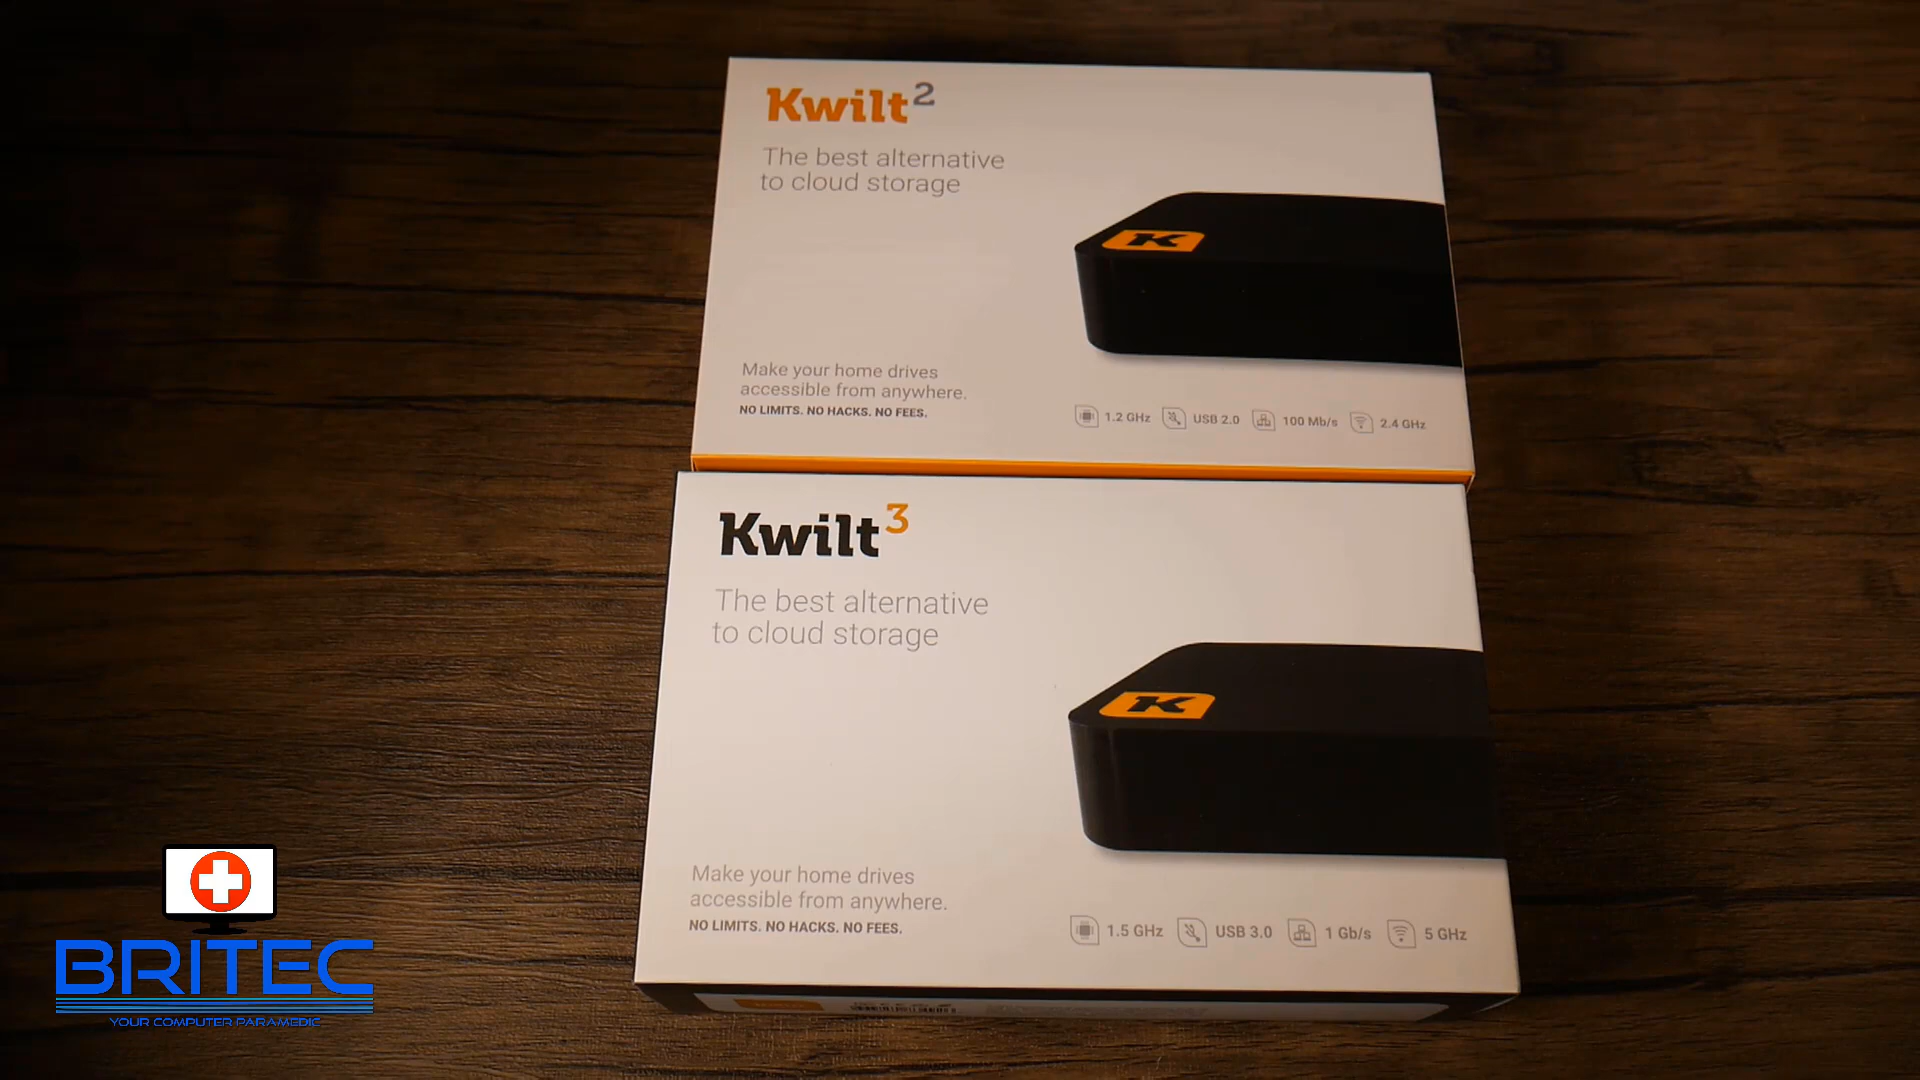 Kwilt2
The best alternative
to cloud storage
K
Make your home drives
accessible from anywhere.
NO LIMITS. NO HACKS. NO FEES.
1.2 GHz USB 2.0 100 Mb/s 2.4 GHz
Kwilt3
The best alternative
to cloud storage
K
Make your home drives
accessible from anywhere.
NO LIMITS. NO HACKS. NO FEES.
1.5 GHz USB 3.0 1 Gb/s 5 GHz
BRITEC
YOUR COMPUTER PARAMEDIC